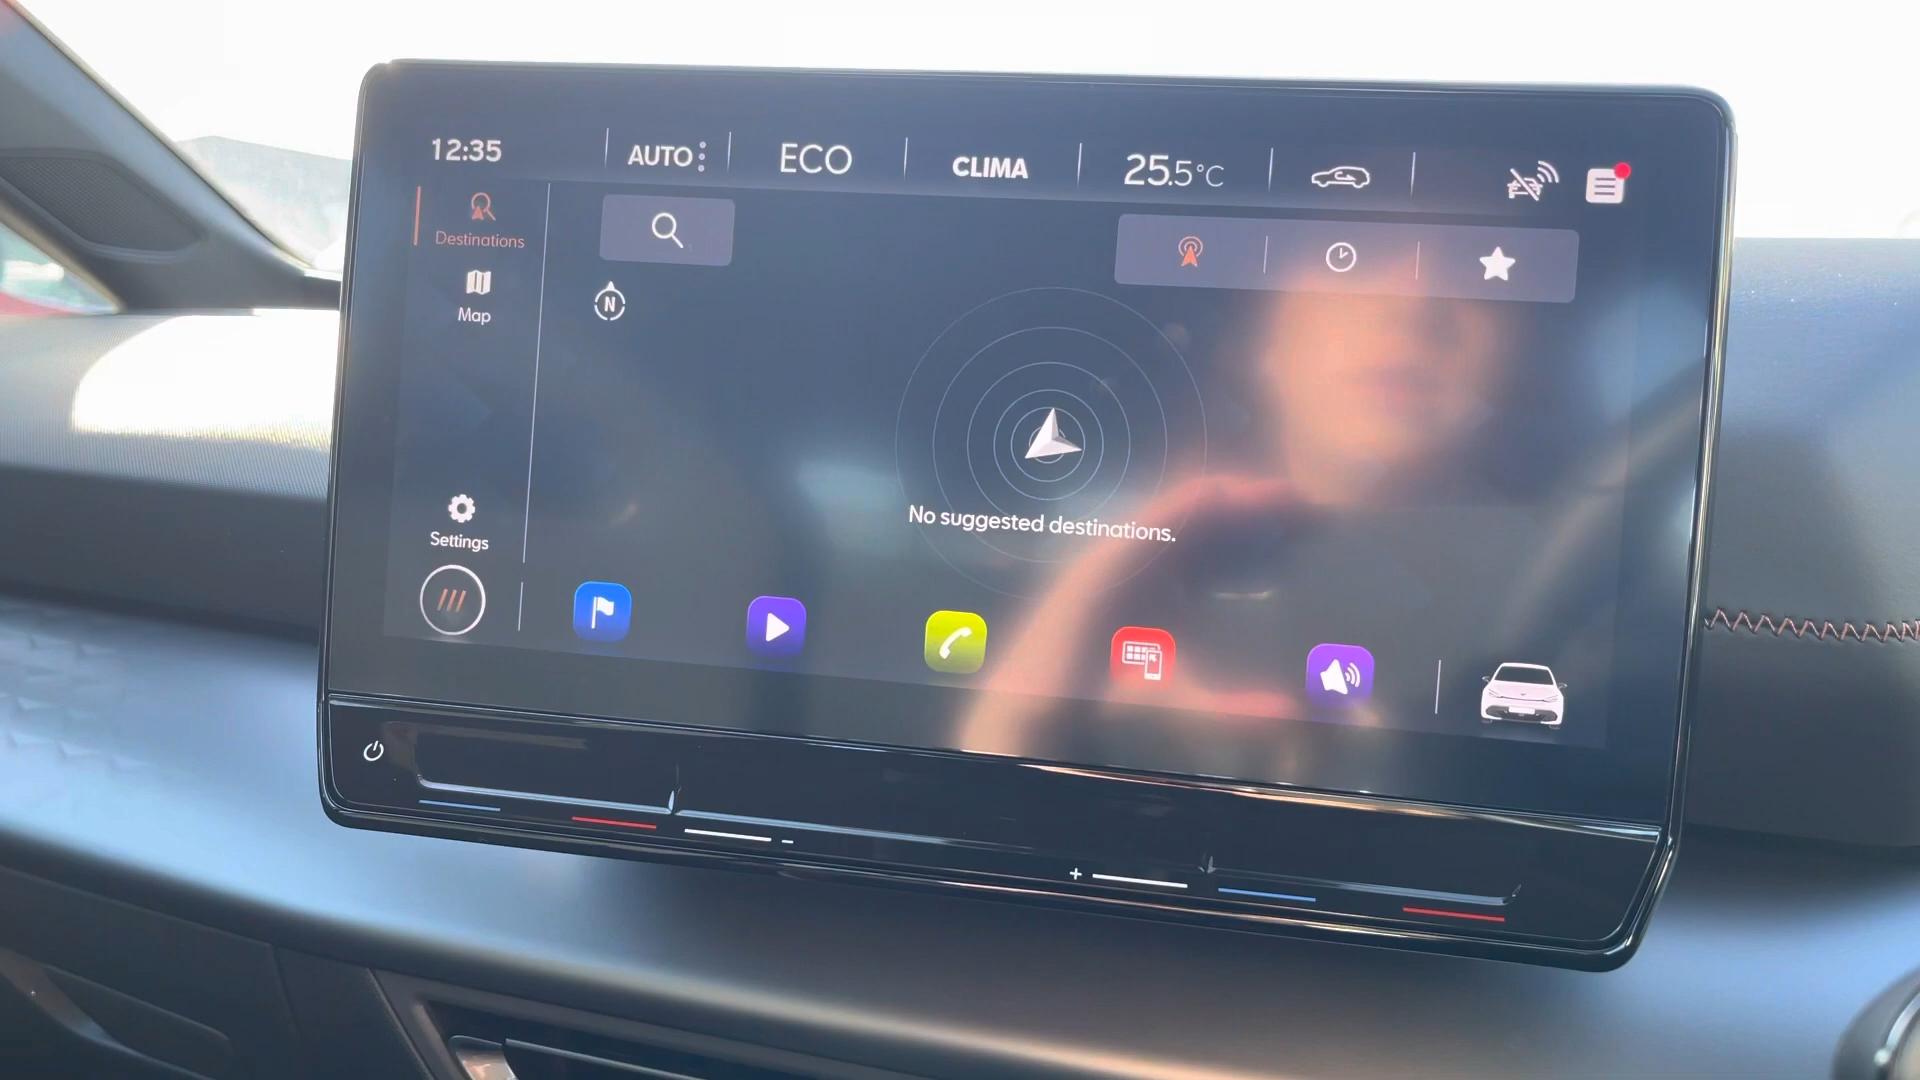 12:35
AUTO
ECO
CLIMA
25.5°C
Destinations
N
Map
No suggested destinations.
Settings
-
+